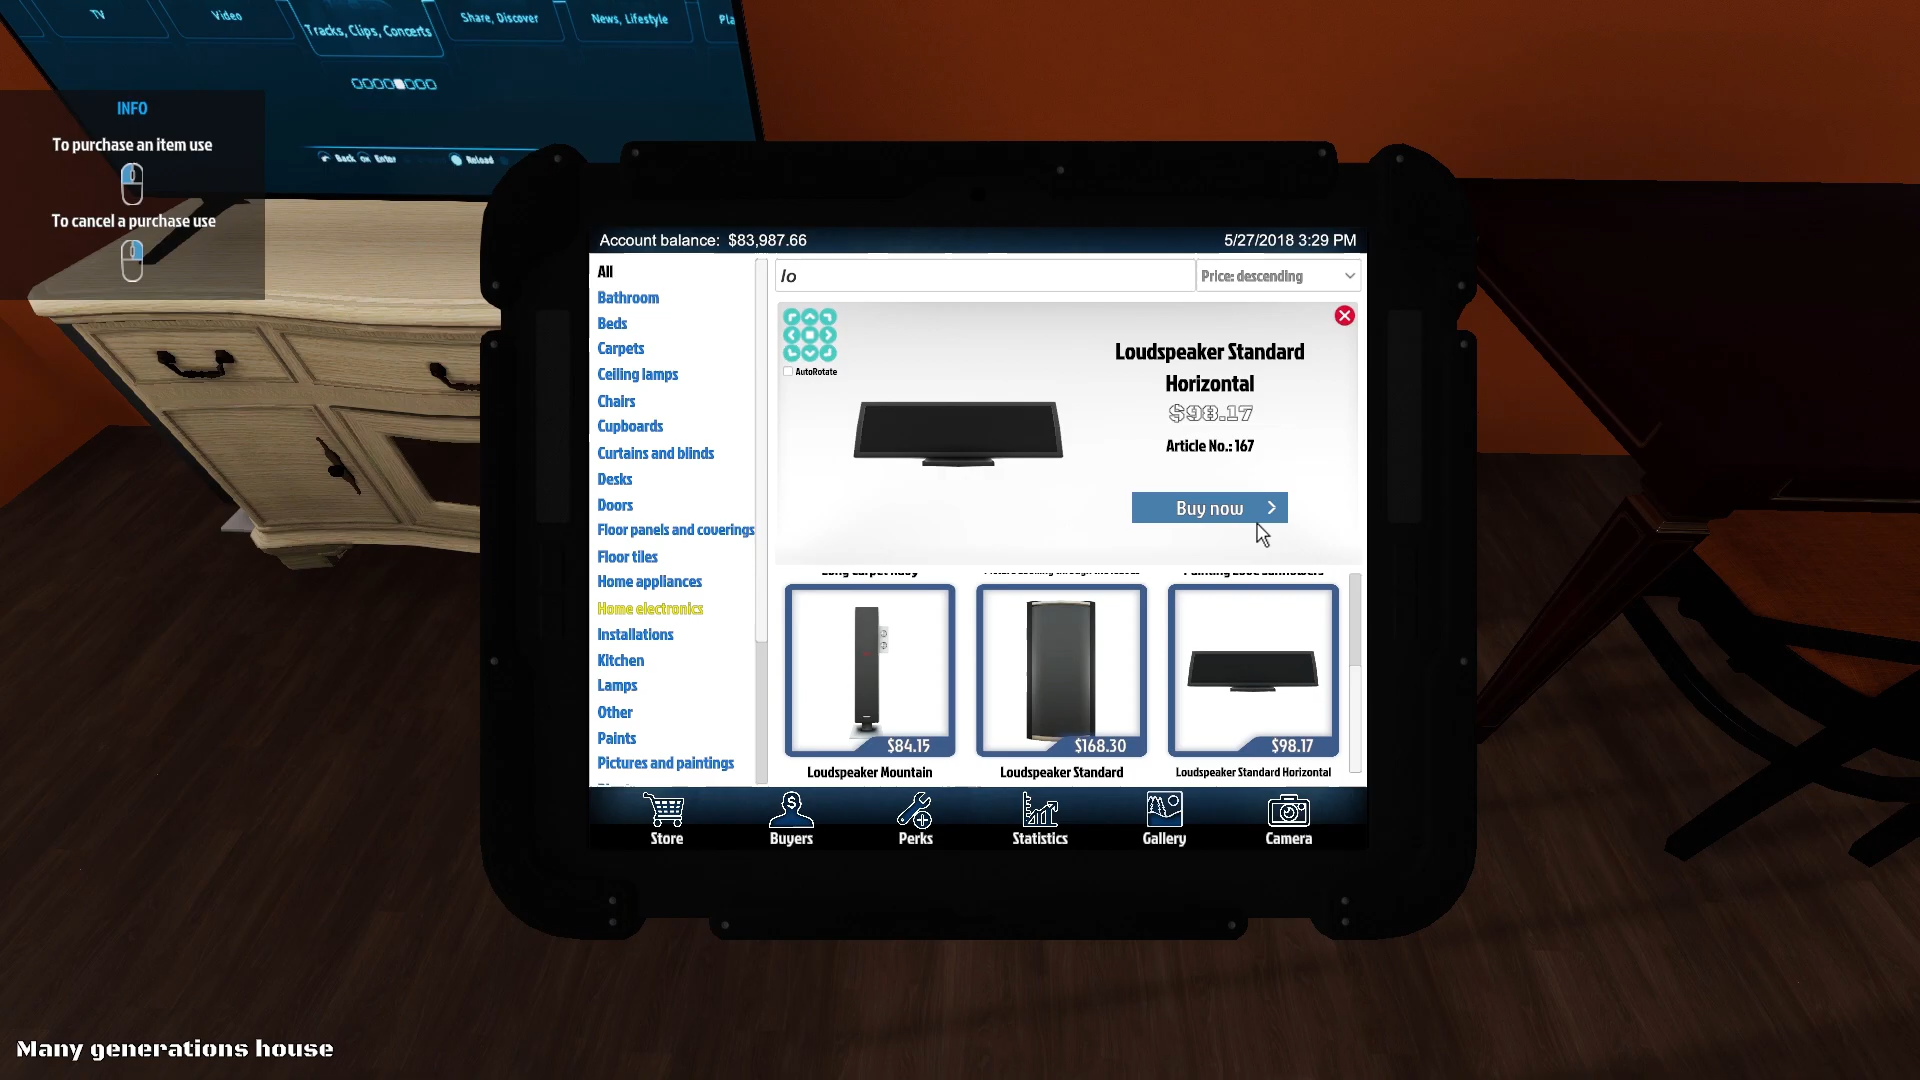 TV
Video
Tracks, Clips, Concerts
Share, Discover
News, Lifestyle
Back OK Enter
Reload
INFO
To purchase an item use
To cancel a purchase use
Account balance: $83,987.66
5/27/2018 3:29 PM
All
Bathroom
Beds
Carpets
Ceiling lamps
Chairs
Cupboards
Curtains and blinds
Desks
Doors
Floor panels and coverings
Floor tiles
Home appliances
Home electronics
Installations
Kitchen
Lamps
Other
Paints
Pictures and paintings
lo
Price: descending
AutoRotate
Loudspeaker Standard
Horizontal
$98.17
Article No.: 167
Buy now
$84.15
Loudspeaker Mountain
$168.30
Loudspeaker Standard
$98.17
Loudspeaker Standard Horizontal
Store
Buyers
Perks
Statistics
Gallery
Camera
Many generations house